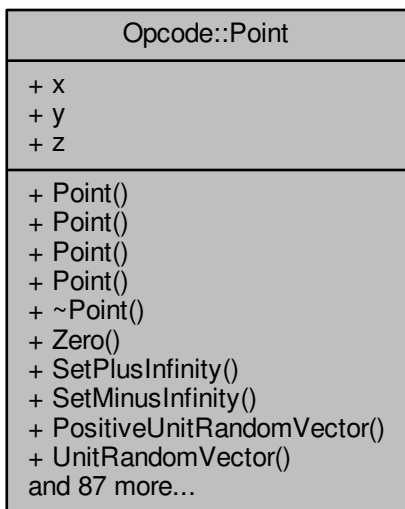 Opcode::Point
+ x
+ y
+ z
+ Point()
+ Point()
+ Point()
+ Point()
+ ~Point()
+ Zero()
+ SetPlusInfinity()
+ SetMinusInfinity()
+ PositiveUnitRandomVector()
+ UnitRandomVector()
and 87 more...